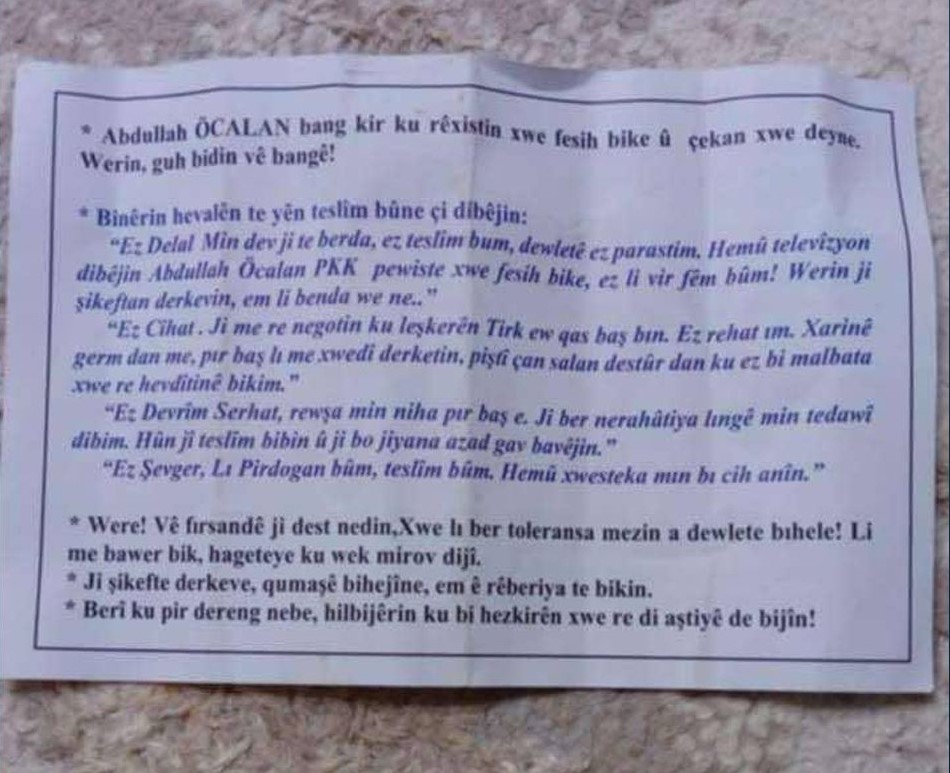 * Abdullah ÖCALAN bang kir ku rêxistin xwe fesih bike û çekan xwe deyne.
Werin, guh bidin vê bangê!
* Binêrin hevalên te yên teslîm bûne çi dibêjin:
“Ez Delal Min dev ji te berda, ez teslîm bum, dewletê ez parastim. Hemû televîzyon
dibêjin Abdullah Öcalan PKK pewiste xwe fesih bike, ez li vir fêm bûm! Werin ji
şikeftan derkevin, em li benda we ne..”
“Ez Cîhat . Ji me re negotin ku leşkerên Tirk ew qas baş bın. Ez rehat ım. Xarinê
germ dan me, pır baş lı me xwedî derketin, piştî çan salan destûr dan ku ez bi malbata
xwe re hevdîtinê bikim.”
“Ez Devrîm Serhat, rewşa min niha pır baş e. Ji ber nerahâtiya lıngê min tedawî
dibim. Hûn jî teslîm bibin û ji bo jiyana azad gav bavêjin.”
“Ez Şevger, Lı Pirdogan bûm, teslîm bûm. Hemû xwesteka mın bı cih anîn.”
* Were! Vê fırsandê ji dest nedin,Xwe lı ber toleransa mezin a dewlete bıhele! Li
me bawer bik, hageteye ku wek mirov dijî.
* Ji şikefte derkeve, qumaşê bihejîne, em ê rêberiya te bikin.
* Berî ku pir dereng nebe, hilbijêrin ku bi hezkirên xwe re di aştiyê de bijîn!